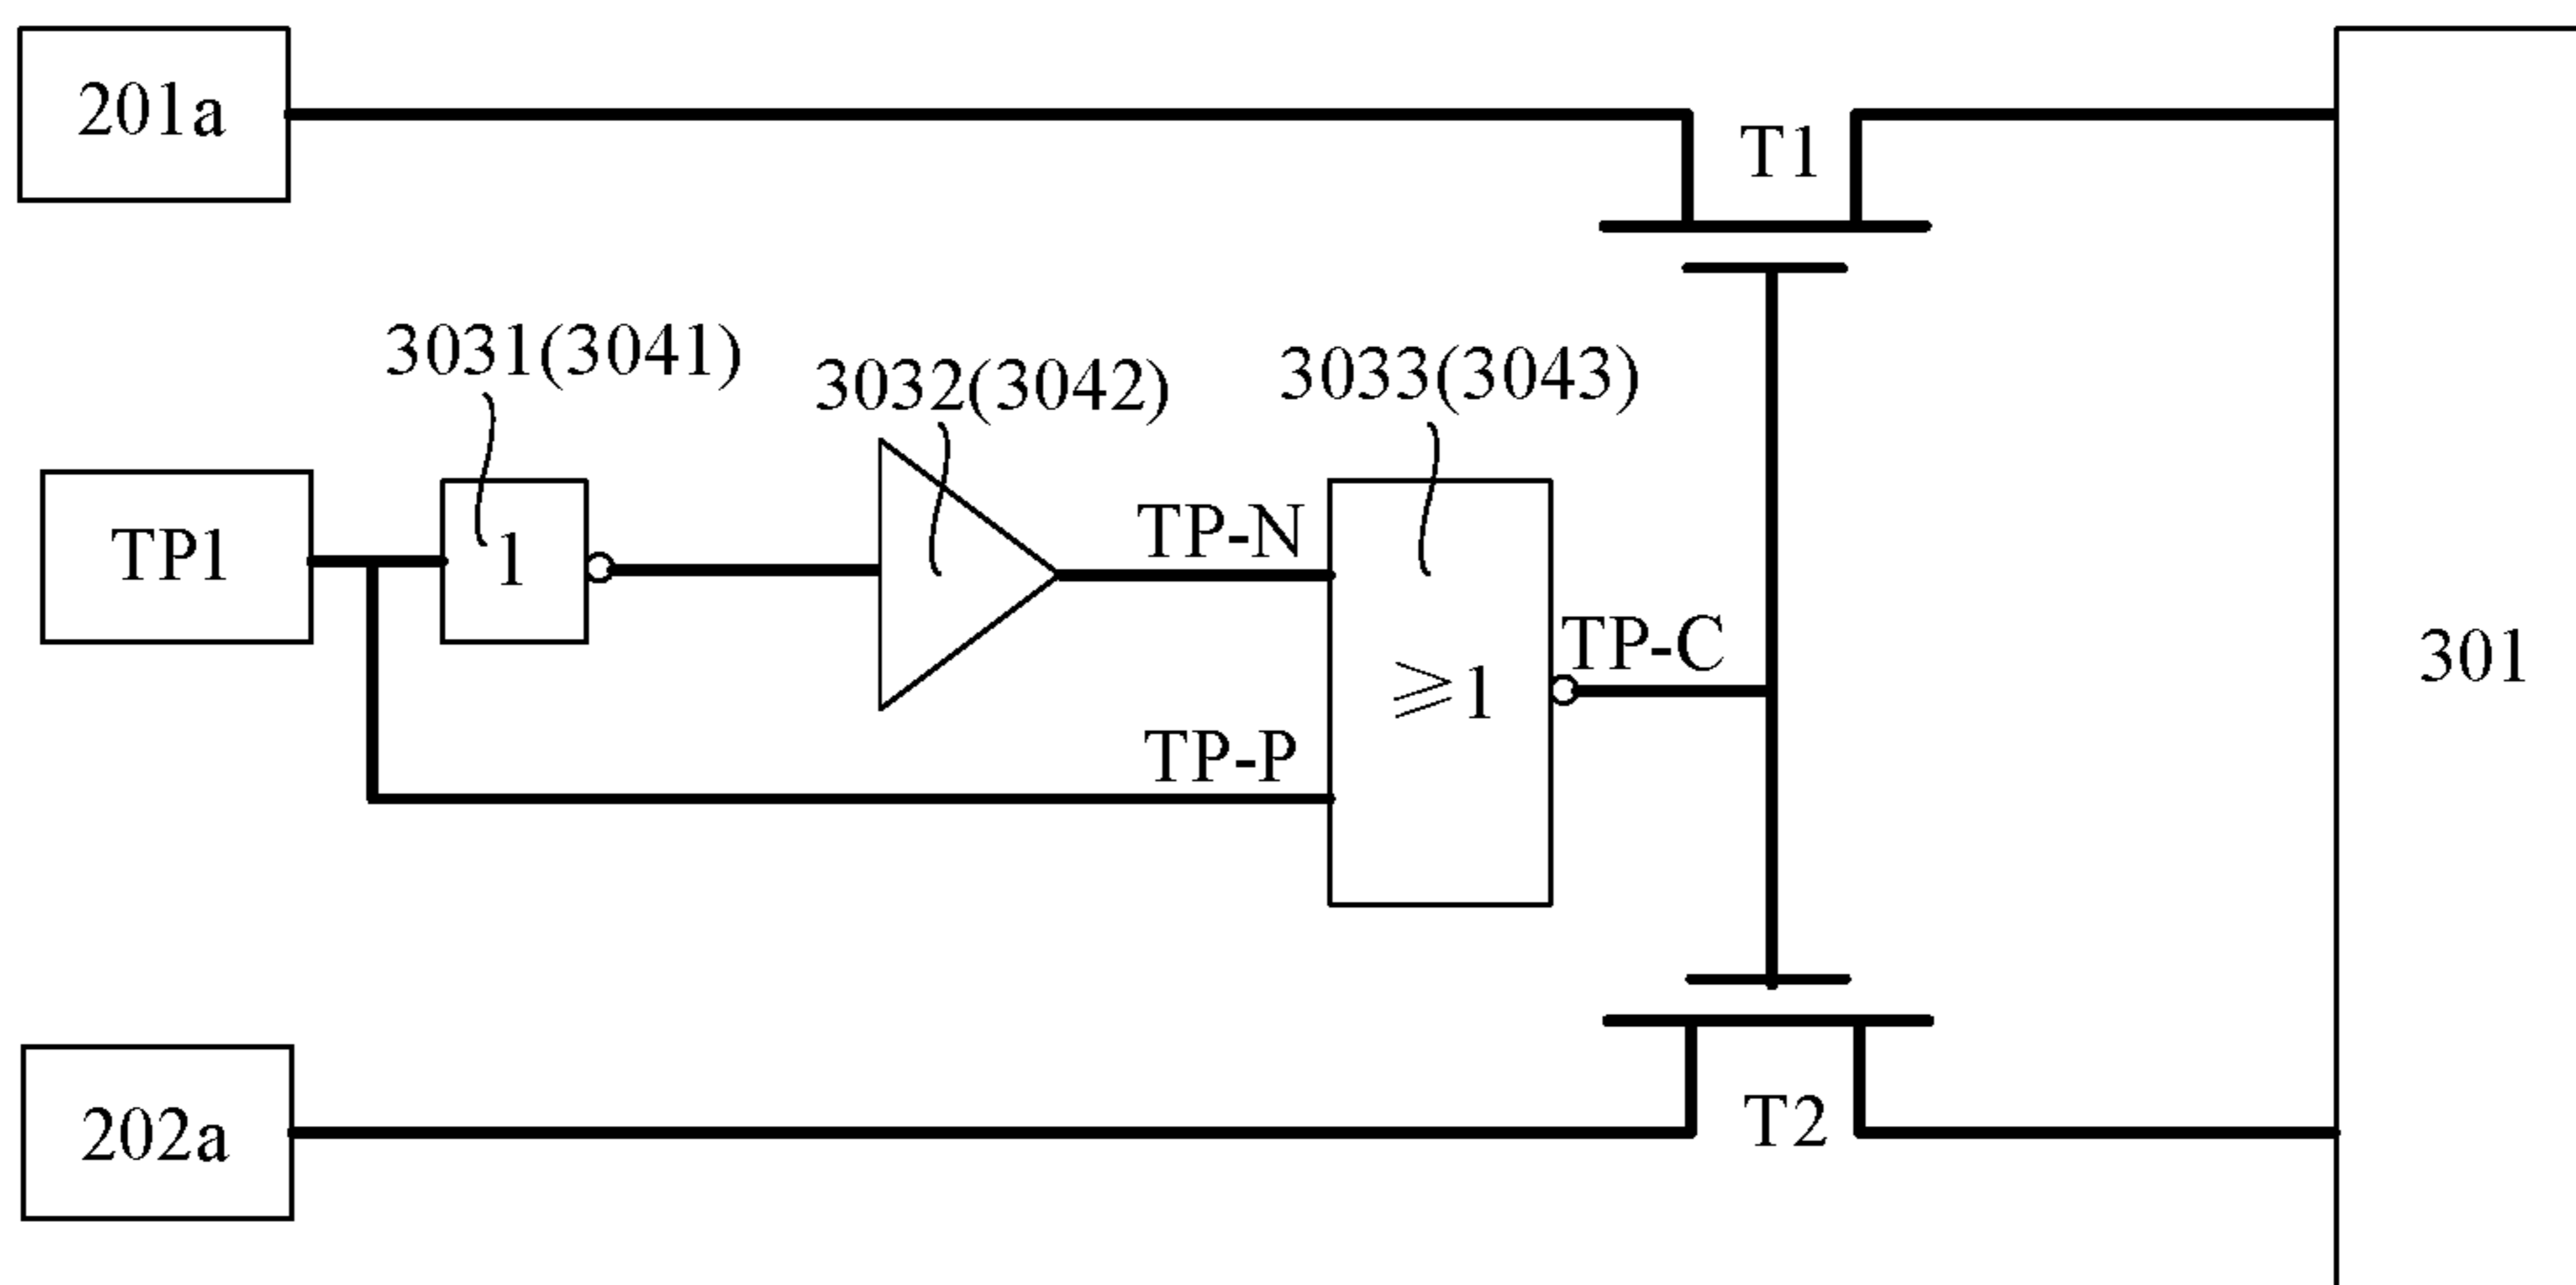 201a
T1
3031(3041)
3032(3042)
3033(3043)
TP1
1
TP-N
TP-C
≥1
301
TP-P
202a
T2